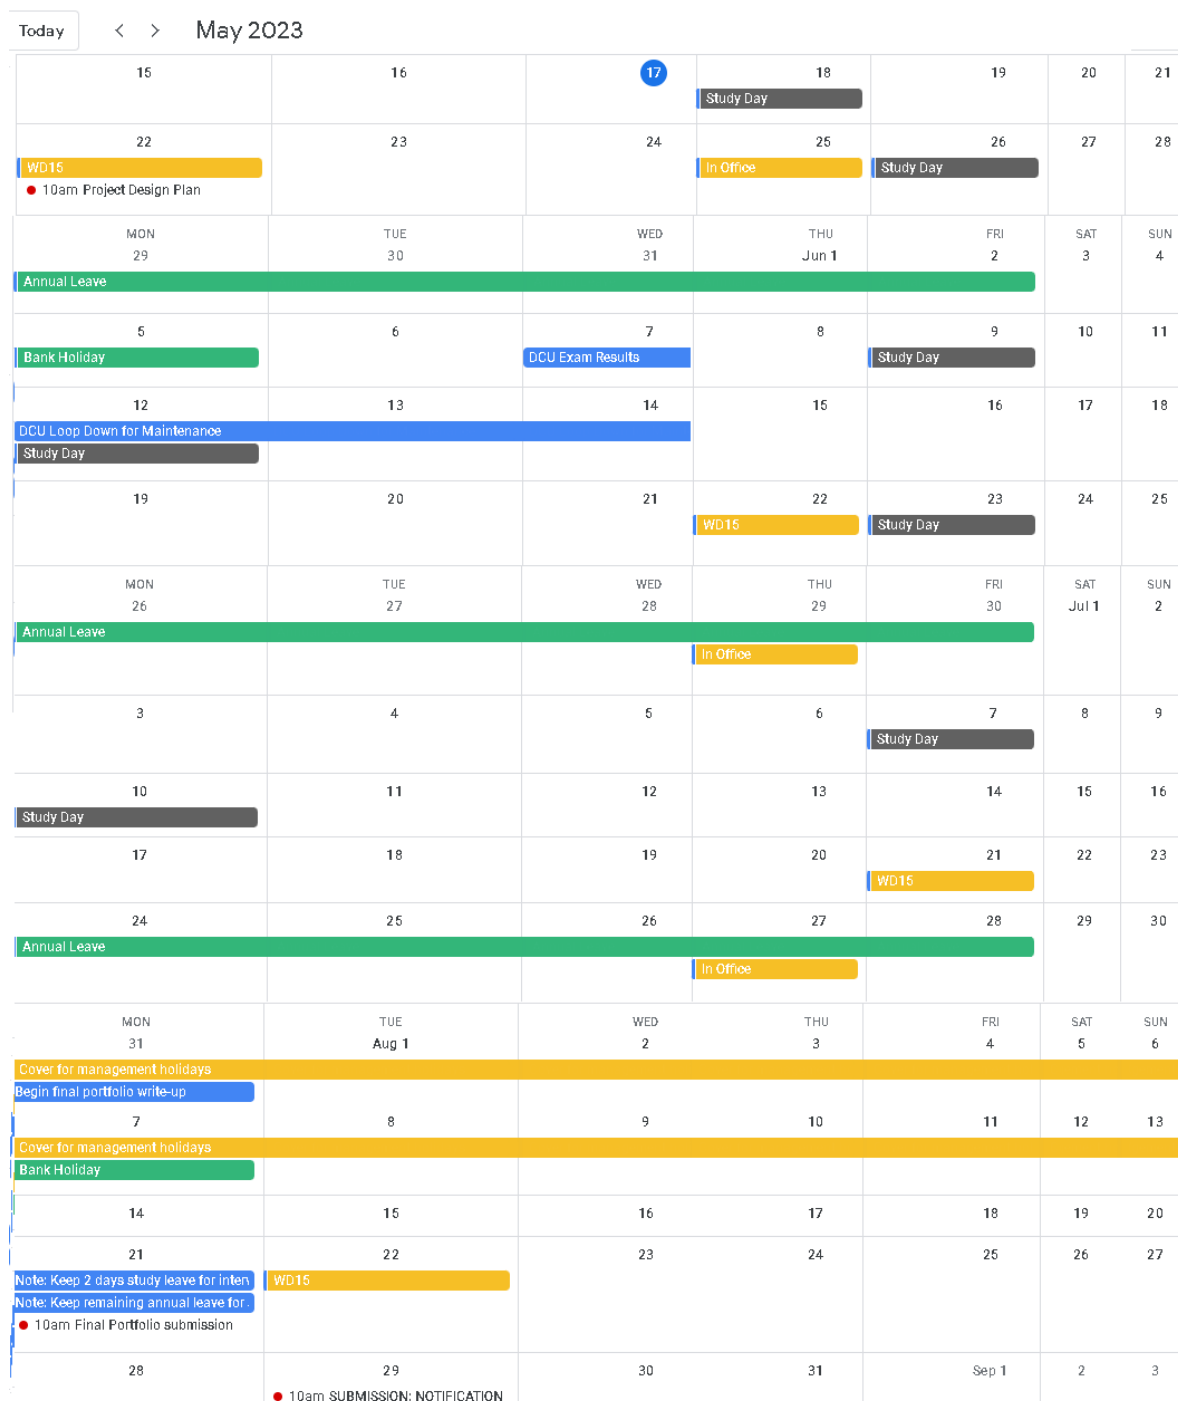 Today < > May 2023
15 16 17 18 19 20 21
Study Day
22 23 24 25 26 27 28
WD15 In Office Study Day
10am Project Design Plan
MON TUE WED THU FRI SAT SUN
29 30 31 Jun 1 2 3 4
Annual Leave
5 6 7 8 9 10 11
Bank Holiday DCU Exam Results Study Day
12 13 14 15 16 17 18
DCU Loop Down for Maintenance
Study Day
19 20 21 22 23 24 25
WD15 Study Day
MON TUE WED THU FRI SAT SUN
26 27 28 29 30 Jul 1 2
Annual Leave
In Office
3 4 5 6 7 8 9
Study Day
10 11 12 13 14 15 16
Study Day
17 18 19 20 21 22 23
WD15
24 25 26 27 28 29 30
Annual Leave
In Office
MON TUE WED THU FRI SAT SUN
31 Aug 1 2 3 4 5 6
Cover for management holidays
Begin final portfolio write-up
7 8 9 10 11 12 13
Cover for management holidays
Bank Holiday
14 15 16 17 18 19 20
21 22 23 24 25 26 27
Note: Keep 2 days study leave for interv WD15
Note: Keep remaining annual leave for
10am Final Portfolio submission
28 29 30 31 Sep 1 2 3
10am SUBMISSION: NOTIFICATION